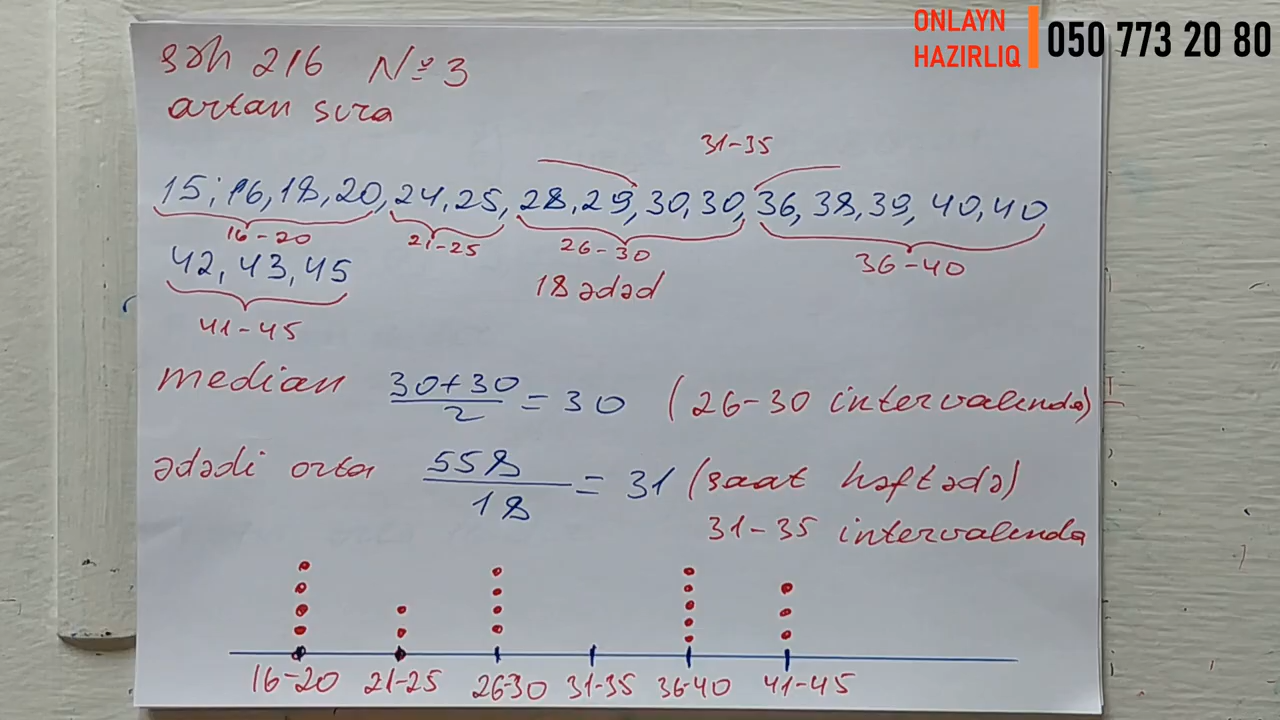 ONLAYN
HAZIRLIQ
050 773 20 80
səh 216 №3
artan sıra
31-35
15; 16, 18, 20, 24, 25, 28, 29, 30, 30, 36, 38, 39, 40, 40
16-20 21-25 26-30 36-40
42, 43, 45
18 ədəd
41-45
median 30+30/2 = 30 (26-30 intervalında)
ədədi orta 558/18 = 31 (saat həftədə)
31-35 intervalında
16-20 21-25 26-30 31-35 36-40 41-45